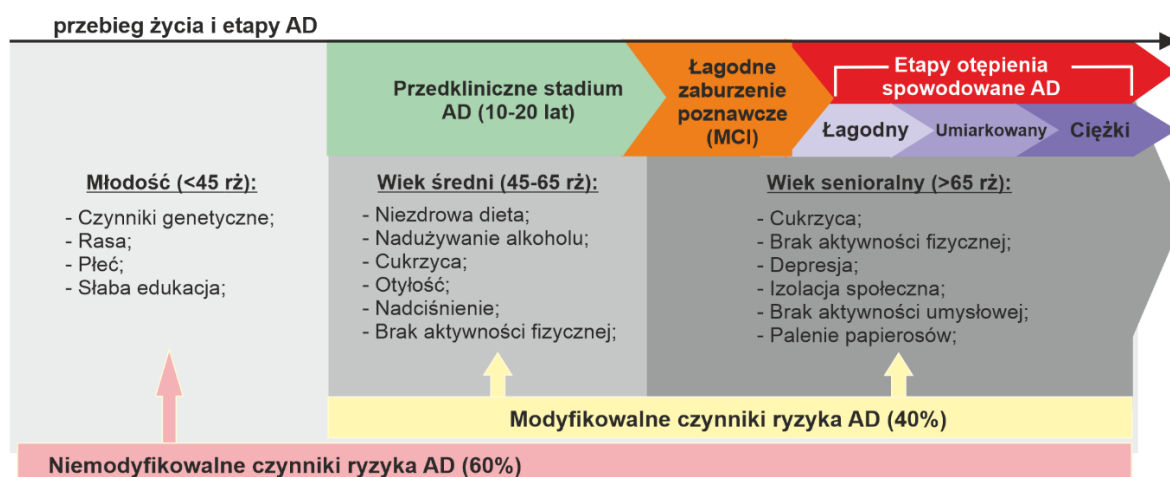 przebieg życia i etapy AD
Przedkliniczne stadium
AD (10-20 lat)
Łagodne
zaburzenie
poznawcze
(MCI)
Etapy otępienia
spowodowane AD
Łagodny
Umiarkowany
Ciężki
Młodość (<45 rż):
- Czynniki genetyczne;
- Rasa;
- Płeć;
- Słaba edukacja;
Wiek średni (45-65 rż):
- Niezdrowa dieta;
- Nadużywanie alkoholu;
- Cukrzyca;
- Otyłość;
- Nadciśnienie;
- Brak aktywności fizycznej;
Wiek senioralny (>65 rż):
- Cukrzyca;
- Brak aktywności fizycznej;
- Depresja;
- Izolacja społeczna;
- Brak aktywności umysłowej;
- Palenie papierosów;
Modyfikowalne czynniki ryzyka AD (40%)
Niemodyfikowalne czynniki ryzyka AD (60%)